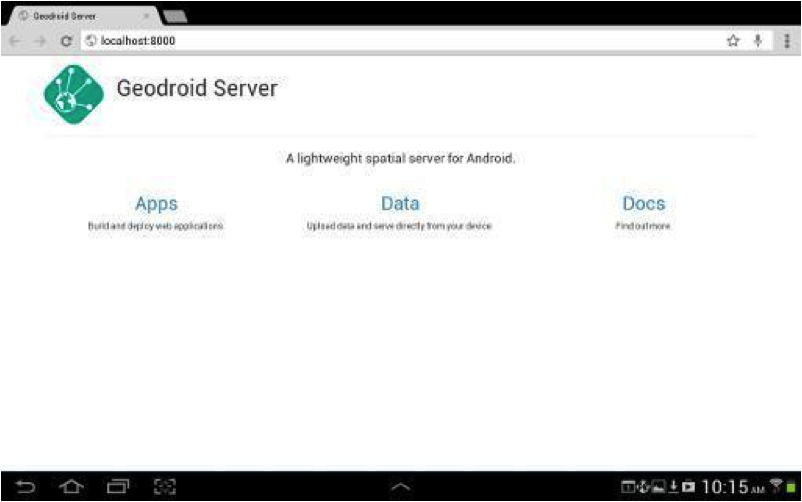 Geodroid Server
localhost:8000
Geodroid Server
A lightweight spatial server for Android.
Apps
Data
Docs
Build and deploy web applications.
Upload data and serve directly from your device.
Find out more.
10:15 AM